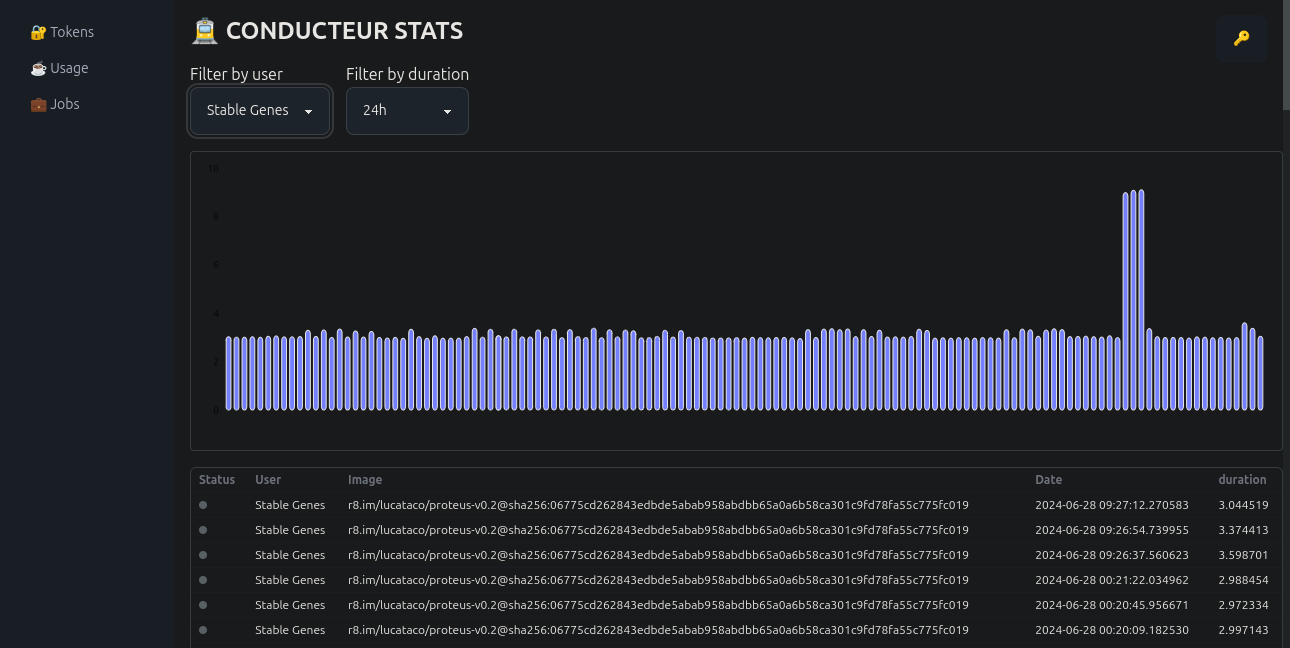 🔐 Tokens
☕ Usage
💼 Jobs
🚊 CONDUCTEUR STATS
🔑
Filter by user Filter by duration
Stable Genes 24h
10
8
6
4
2
0
Status User Image Date duration
Stable Genes r8.im/lucataco/proteus-v0.2@sha256:06775cd262843edbde5abab958abdbb65a0a6b58ca301c9fd78fa55c775fc019 2024-06-28 09:27:12.270583 3.044519
Stable Genes r8.im/lucataco/proteus-v0.2@sha256:06775cd262843edbde5abab958abdbb65a0a6b58ca301c9fd78fa55c775fc019 2024-06-28 09:26:54.739955 3.374413
Stable Genes r8.im/lucataco/proteus-v0.2@sha256:06775cd262843edbde5abab958abdbb65a0a6b58ca301c9fd78fa55c775fc019 2024-06-28 09:26:37.560623 3.598701
Stable Genes r8.im/lucataco/proteus-v0.2@sha256:06775cd262843edbde5abab958abdbb65a0a6b58ca301c9fd78fa55c775fc019 2024-06-28 00:21:22.034962 2.988454
Stable Genes r8.im/lucataco/proteus-v0.2@sha256:06775cd262843edbde5abab958abdbb65a0a6b58ca301c9fd78fa55c775fc019 2024-06-28 00:20:45.956671 2.972334
Stable Genes r8.im/lucataco/proteus-v0.2@sha256:06775cd262843edbde5abab958abdbb65a0a6b58ca301c9fd78fa55c775fc019 2024-06-28 00:20:09.182530 2.997143